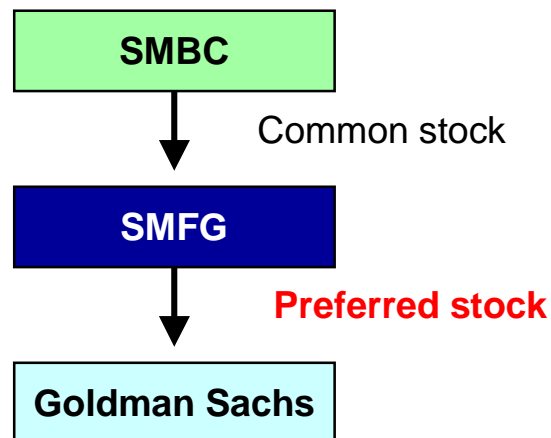 SMBC
Common stock
SMFG
Preferred stock
Goldman Sachs